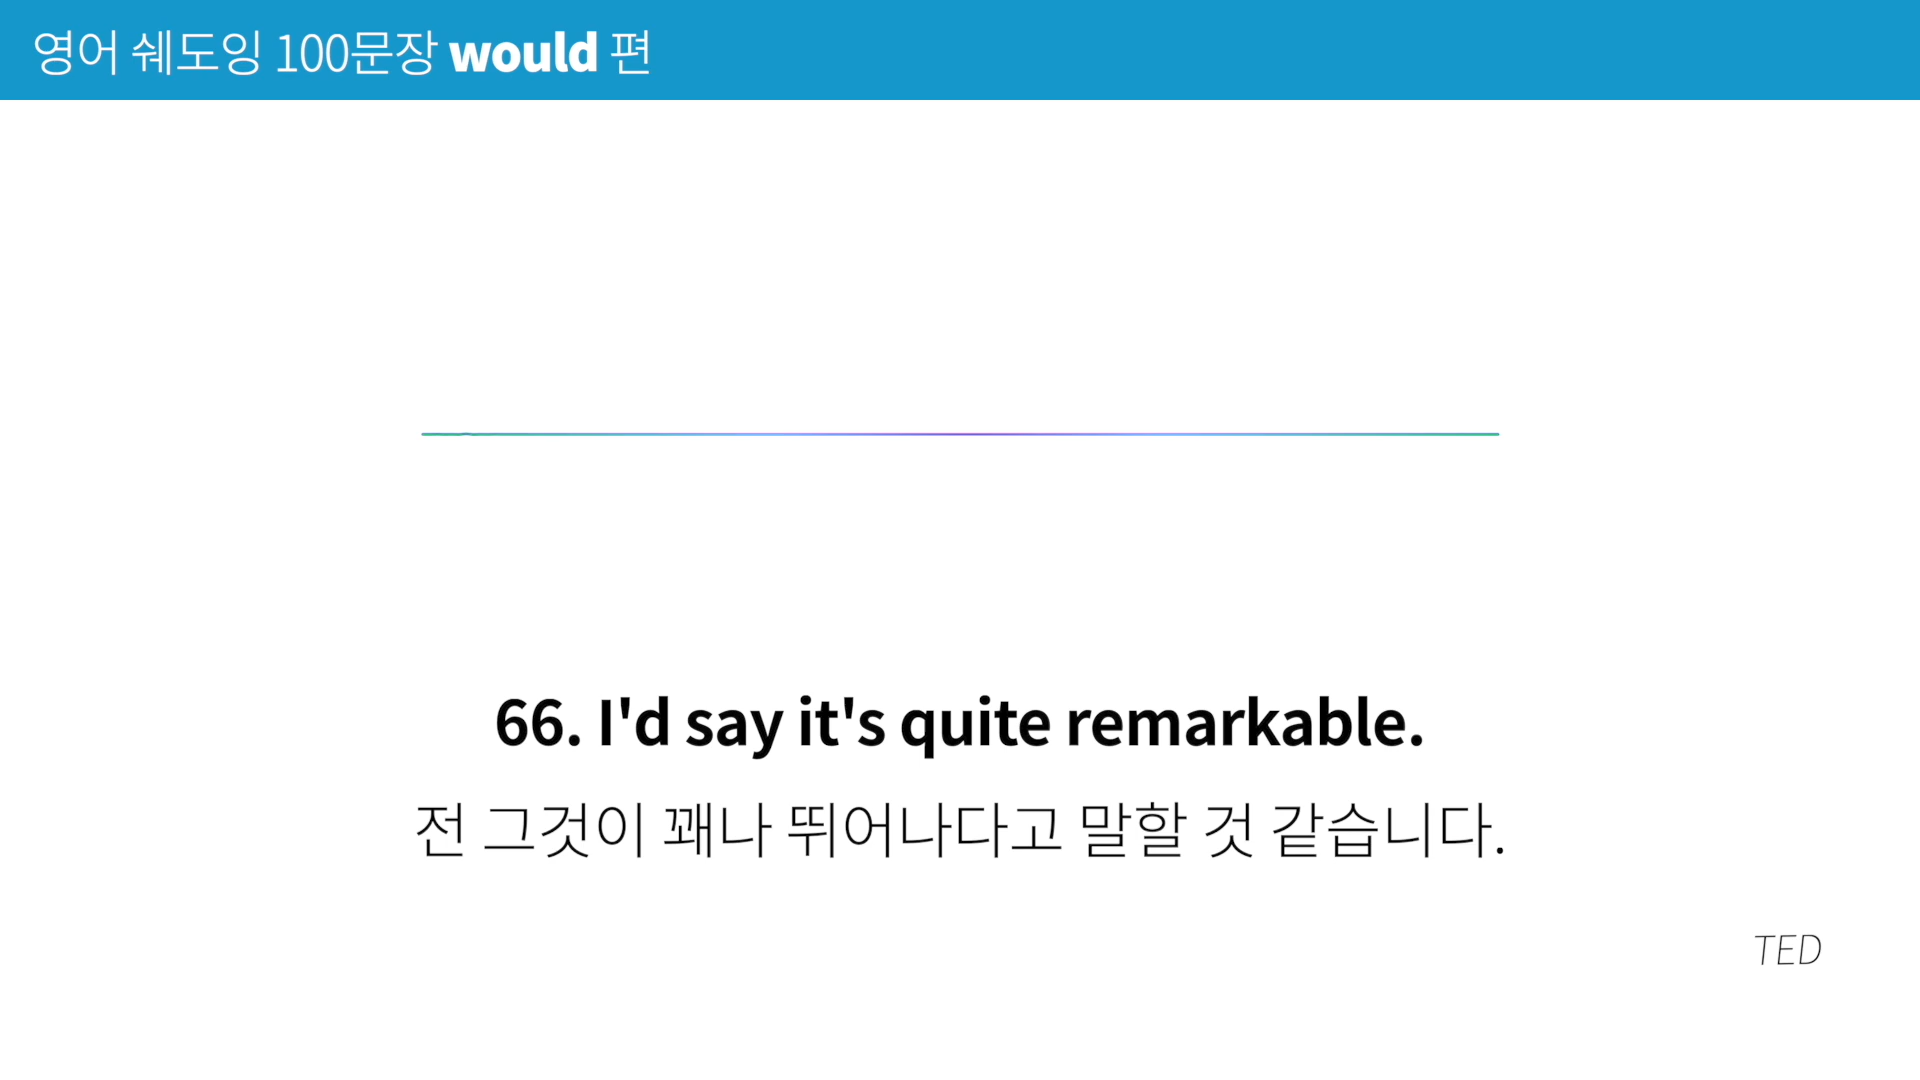 영어 쉐도잉 100문장 would 편
66. I'd say it's quite remarkable.
전 그것이 꽤나 뛰어나다고 말할 것 같습니다.
TED